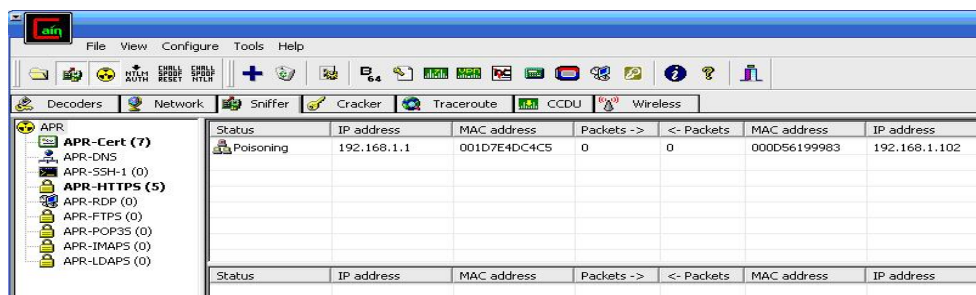 Cain
File View Configure Tools Help
NTLM AUTH CHALL SPOOF RESET CHALL SPOOF NTLM B64
Decoders Network Sniffer Cracker Traceroute CCDU Wireless
APR
APR-Cert (7)
APR-DNS
APR-SSH-1 (0)
APR-HTTPS (5)
APR-RDP (0)
APR-FTPS (0)
APR-POP3S (0)
APR-IMAPS (0)
APR-LDAPS (0)
Status IP address MAC address Packets -> <- Packets MAC address IP address
Poisoning 192.168.1.1 001D7E4DC4C5 0 0 000D56199983 192.168.1.102
Status IP address MAC address Packets -> <- Packets MAC address IP address